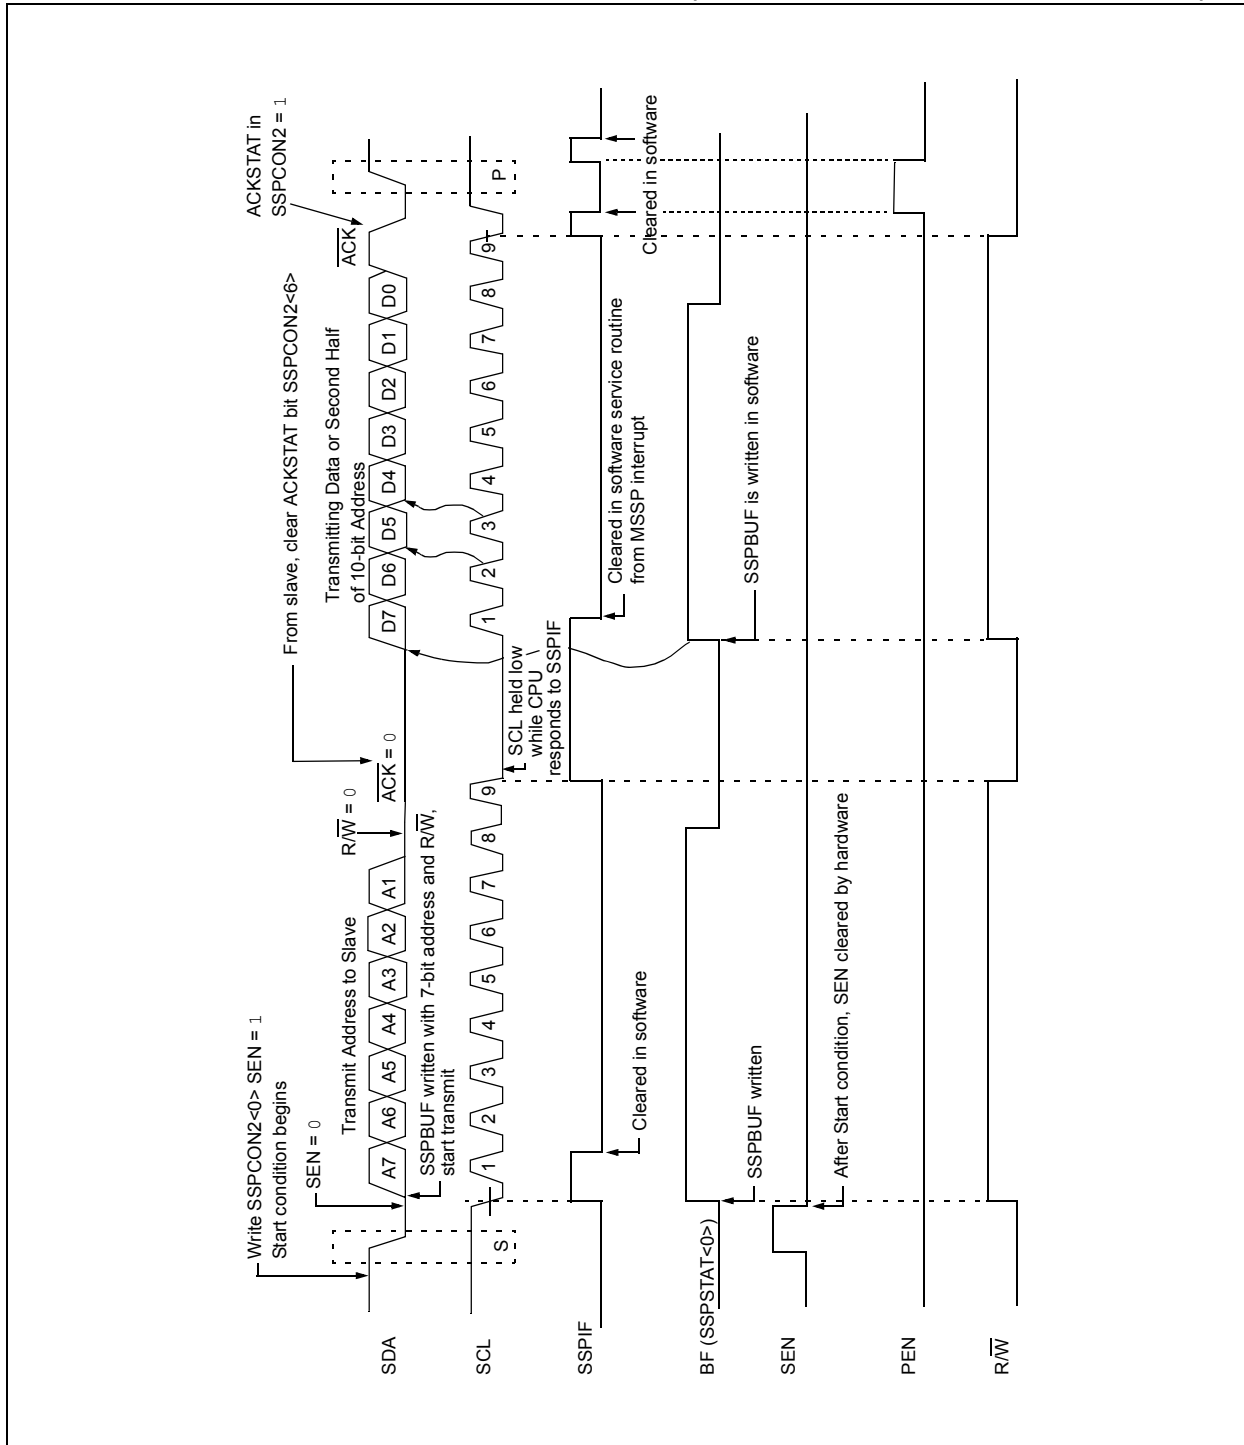 Write SSPCON2<0> SEN = 1
Start condition begins
SEN = 0
Transmit Address to Slave
R/W = 0
From slave, clear ACKSTAT bit SSPCON2<6>
ACK = 0
Transmitting Data or Second Half
of 10-bit Address
ACK
ACKSTAT in
SSPCON2 = 1
SDA
A7 A6 A5 A4 A3 A2 A1
D7 D6 D5 D4 D3 D2 D1 D0
SSPBUF written with 7-bit address and R/W,
start transmit
SCL
S
1 2 3 4 5 6 7 8 9
1 2 3 4 5 6 7 8 9
P
SCL held low
while CPU
responds to SSPIF
SSPIF
Cleared in software
Cleared in software service routine
from MSSP interrupt
Cleared in software
BF (SSPSTAT<0>)
SSPBUF written
SSPBUF is written in software
SEN
After Start condition, SEN cleared by hardware
PEN
R/W